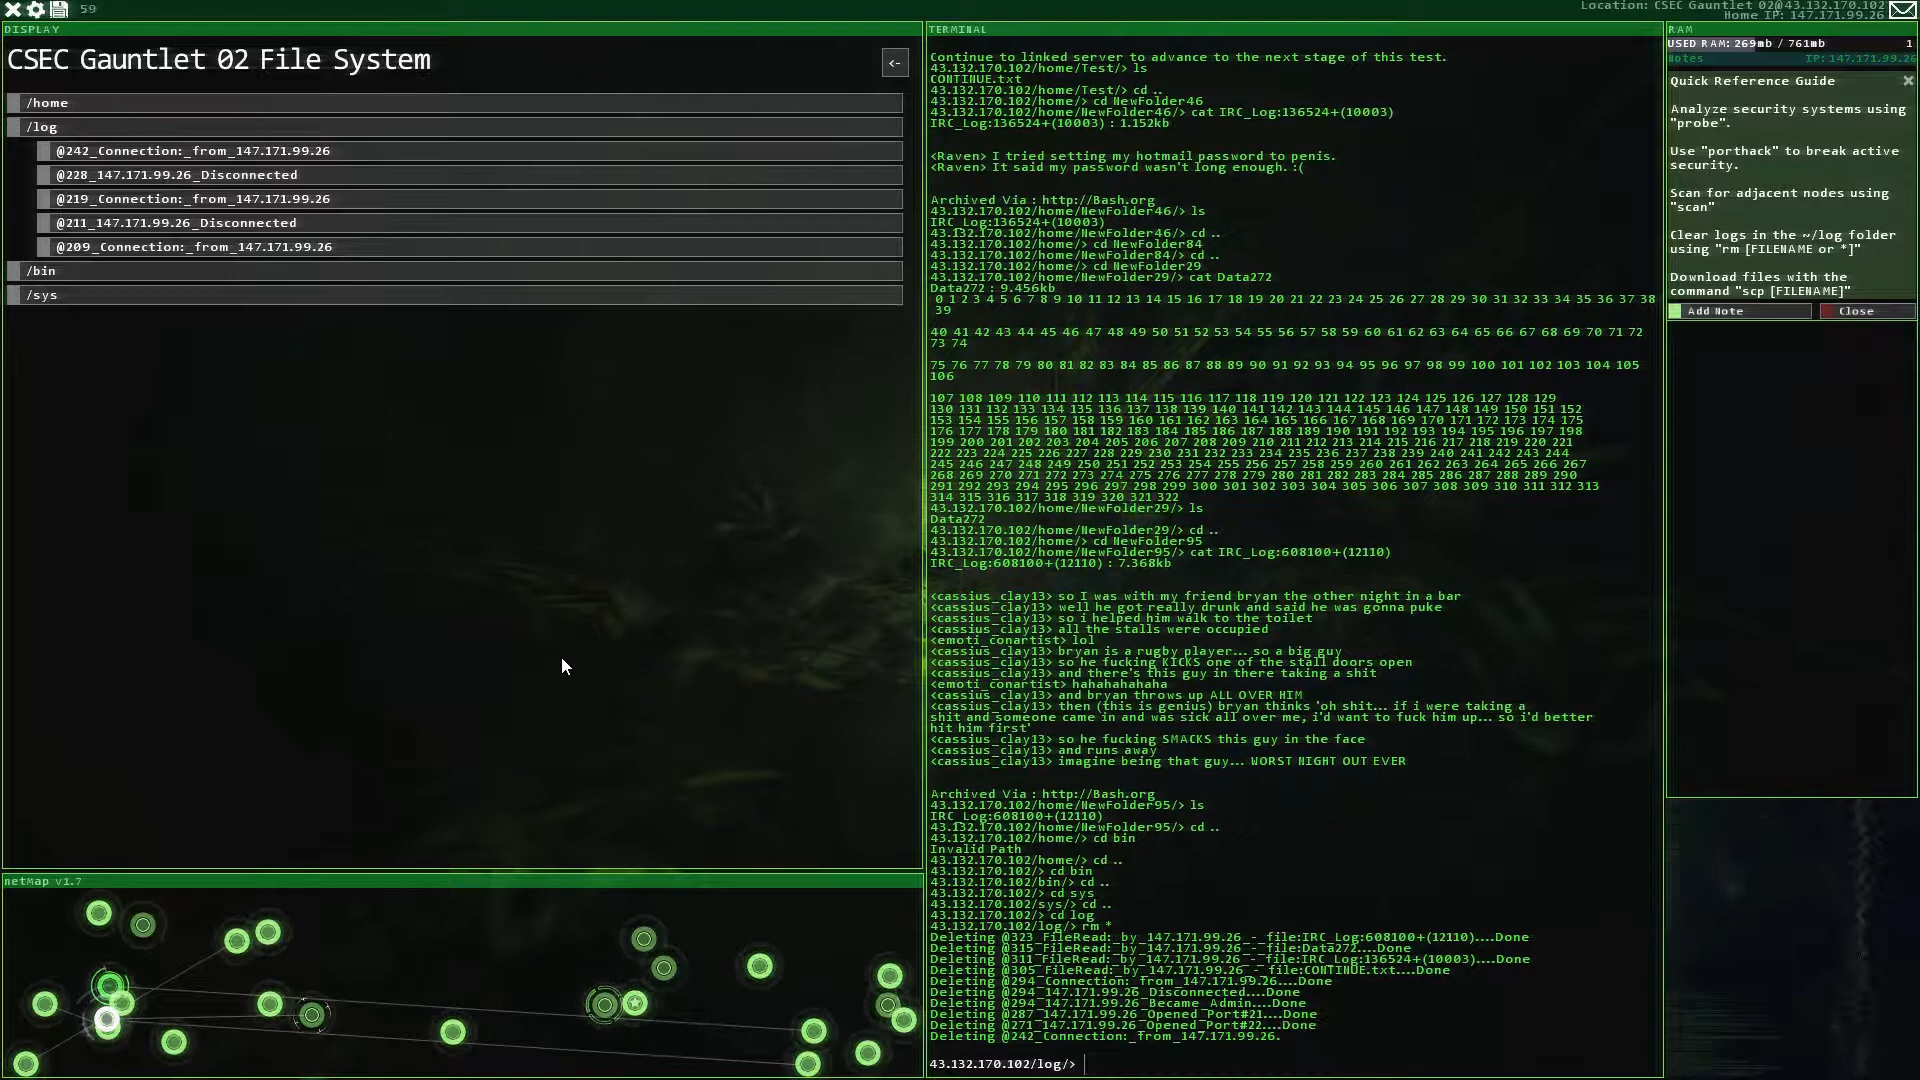 59
Location: CSEC Gauntlet 02@43.132.170.102
Home IP: 147.171.99.26
DISPLAY
CSEC Gauntlet 02 File System
<-
/home
/log
@242_Connection:_from_147.171.99.26
@228_147.171.99.26_Disconnected
@219_Connection:_from_147.171.99.26
@211_147.171.99.26_Disconnected
@209_Connection:_from_147.171.99.26
/bin
/sys
netMap v1.7
TERMINAL
Continue to linked server to advance to the next stage of this test.
43.132.170.102/home/Test/> ls
CONTINUE.txt
43.132.170.102/home/Test/> cd ..
43.132.170.102/home/> cd NewFolder46
43.132.170.102/home/NewFolder46/> cat IRC_Log:136524+(10003)
IRC_Log:136524+(10003) : 1.152kb
<Raven> I tried setting my hotmail password to penis.
<Raven> It said my password wasn't long enough. :(
Archived Via : http://Bash.org
43.132.170.102/home/NewFolder46/> ls
IRC_Log:136524+(10003)
43.132.170.102/home/NewFolder46/> cd ..
43.132.170.102/home/> cd NewFolder84
43.132.170.102/home/NewFolder84/> cd ..
43.132.170.102/home/> cd NewFolder29
43.132.170.102/home/NewFolder29/> cat Data272
Data272 : 9.456kb
0 1 2 3 4 5 6 7 8 9 10 11 12 13 14 15 16 17 18 19 20 21 22 23 24 25 26 27 28 29 30 31 32 33 34 35 36 37 38
39
40 41 42 43 44 45 46 47 48 49 50 51 52 53 54 55 56 57 58 59 60 61 62 63 64 65 66 67 68 69 70 71 72
73 74
75 76 77 78 79 80 81 82 83 84 85 86 87 88 89 90 91 92 93 94 95 96 97 98 99 100 101 102 103 104 105
106
107 108 109 110 111 112 113 114 115 116 117 118 119 120 121 122 123 124 125 126 127 128 129
130 131 132 133 134 135 136 137 138 139 140 141 142 143 144 145 146 147 148 149 150 151 152
153 154 155 156 157 158 159 160 161 162 163 164 165 166 167 168 169 170 171 172 173 174 175
176 177 178 179 180 181 182 183 184 185 186 187 188 189 190 191 192 193 194 195 196 197 198
199 200 201 202 203 204 205 206 207 208 209 210 211 212 213 214 215 216 217 218 219 220 221
222 223 224 225 226 227 228 229 230 231 232 233 234 235 236 237 238 239 240 241 242 243 244
245 246 247 248 249 250 251 252 253 254 255 256 257 258 259 260 261 262 263 264 265 266 267
268 269 270 271 272 273 274 275 276 277 278 279 280 281 282 283 284 285 286 287 288 289 290
291 292 293 294 295 296 297 298 299 300 301 302 303 304 305 306 307 308 309 310 311 312 313
314 315 316 317 318 319 320 321 322
43.132.170.102/home/NewFolder29/> ls
Data272
43.132.170.102/home/NewFolder29/> cd ..
43.132.170.102/home/> cd NewFolder95
43.132.170.102/home/NewFolder95/> cat IRC_Log:608100+(12110)
IRC_Log:608100+(12110) : 7.368kb
<cassius_clay13> so I was with my friend bryan the other night in a bar
<cassius_clay13> well he got really drunk and said he was gonna puke
<cassius_clay13> so i helped him walk to the toilet
<cassius_clay13> all the stalls were occupied
<emoti_conartist> lol
<cassius_clay13> bryan is a rugby player... so a big guy
<cassius_clay13> so he fucking KICKS one of the stall doors open
<cassius_clay13> and there's this guy in there taking a shit
<emoti_conartist> hahahahahaha
<cassius_clay13> and bryan throws up ALL OVER HIM
<cassius_clay13> then (this is genius) bryan thinks 'oh shit... if i were taking a
shit and someone came in and was sick all over me, i'd want to fuck him up... so i'd better
hit him first'
<cassius_clay13> so he fucking SMACKS this guy in the face
<cassius_clay13> and runs away
<cassius_clay13> imagine being that guy... WORST NIGHT OUT EVER
Archived Via : http://Bash.org
43.132.170.102/home/NewFolder95/> ls
IRC_Log:608100+(12110)
43.132.170.102/home/NewFolder95/> cd ..
43.132.170.102/home/> cd bin
Invalid Path
43.132.170.102/home/> cd ..
43.132.170.102/> cd bin
43.132.170.102/bin/> cd ..
43.132.170.102/> cd sys
43.132.170.102/sys/> cd ..
43.132.170.102/> cd log
43.132.170.102/log/> rm *
Deleting @323_FileRead:_by_147.171.99.26_-_file:IRC_Log:608100+(12110)....Done
Deleting @315_FileRead:_by_147.171.99.26_-_file:Data272....Done
Deleting @311_FileRead:_by_147.171.99.26_-_file:IRC_Log:136524+(10003)....Done
Deleting @305_FileRead:_by_147.171.99.26_-_file:CONTINUE.txt....Done
Deleting @294_Connection:_from_147.171.99.26....Done
Deleting @294_147.171.99.26_Disconnected....Done
Deleting @294_147.171.99.26_Became_Admin....Done
Deleting @287_147.171.99.26_Opened_Port#21....Done
Deleting @271_147.171.99.26_Opened_Port#22....Done
Deleting @242_Connection:_from_147.171.99.26.
43.132.170.102/log/>
RAM
USED RAM: 269mb / 761mb
1
Notes
IP: 147.171.99.26
Quick Reference Guide
Analyze security systems using
"probe".
Use "porthack" to break active
security.
Scan for adjacent nodes using
"scan"
Clear logs in the ~/log folder
using "rm [FILENAME or *]"
Download files with the
command "scp [FILENAME]"
Add Note
Close